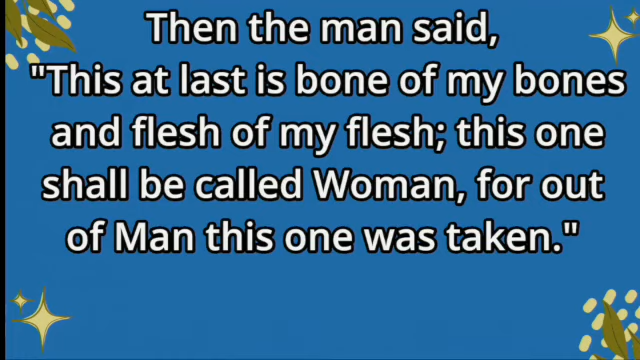 Then the man said,
"This at last is bone of my bones
and flesh of my flesh; this one
shall be called Woman, for out
of Man this one was taken."